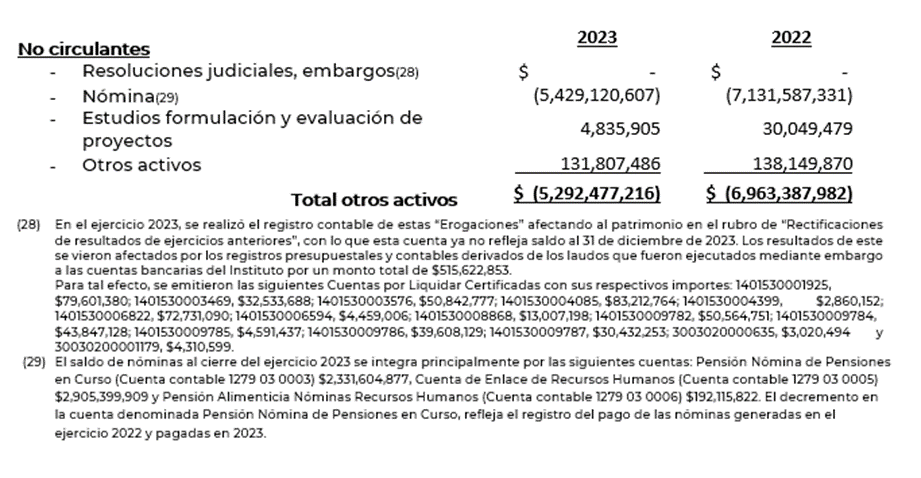 2023 2022
No circulantes
- Resoluciones judiciales, embargos(28) $ - $ -
- Nómina(29) (5,429,120,607) (7,131,587,331)
- Estudios formulación y evaluación de
proyectos 4,835,905 30,049,479
- Otros activos 131,807,486 138,149,870
Total otros activos $ (5,292,477,216) $ (6,963,387,982)
(28) En el ejercicio 2023, se realizó el registro contable de estas "Erogaciones" afectando al patrimonio en el rubro de "Rectificaciones
de resultados de ejercicios anteriores", con lo que esta cuenta ya no refleja saldo al 31 de diciembre de 2023. Los resultados de este
se vieron afectados por los registros presupuestales y contables derivados de los laudos que fueron ejecutados mediante embargo
a las cuentas bancarias del Instituto por un monto total de $515,622,853.
Para tal efecto, se emitieron las siguientes Cuentas por Liquidar Certificadas con sus respectivos importes: 1401530001925,
$79,601,380; 1401530003469, $32,533,688; 1401530003576, $50,842,777; 1401530004085, $83,212,764; 1401530004399, $2,860,152;
1401530006822, $72,731,090; 1401530006594, $4,459,006; 1401530008868, $13,007,198; 1401530009782, $50,564,751; 1401530009784,
$43,847,128; 1401530009785, $4,591,437; 1401530009786, $39,608,129; 1401530009787, $30,432,253; 3003020000635, $3,020,494 y
30030200001179, $4,310,599.
(29) El saldo de nóminas al cierre del ejercicio 2023 se integra principalmente por las siguientes cuentas: Pensión Nómina de Pensiones
en Curso (Cuenta contable 1279 03 0003) $2,331,604,877, Cuenta de Enlace de Recursos Humanos (Cuenta contable 1279 03 0005)
$2,905,399,909 y Pensión Alimenticia Nóminas Recursos Humanos (Cuenta contable 1279 03 0006) $192,115,822. El decremento en
la cuenta denominada Pensión Nómina de Pensiones en Curso, refleja el registro del pago de las nóminas generadas en el
ejercicio 2022 y pagadas en 2023.